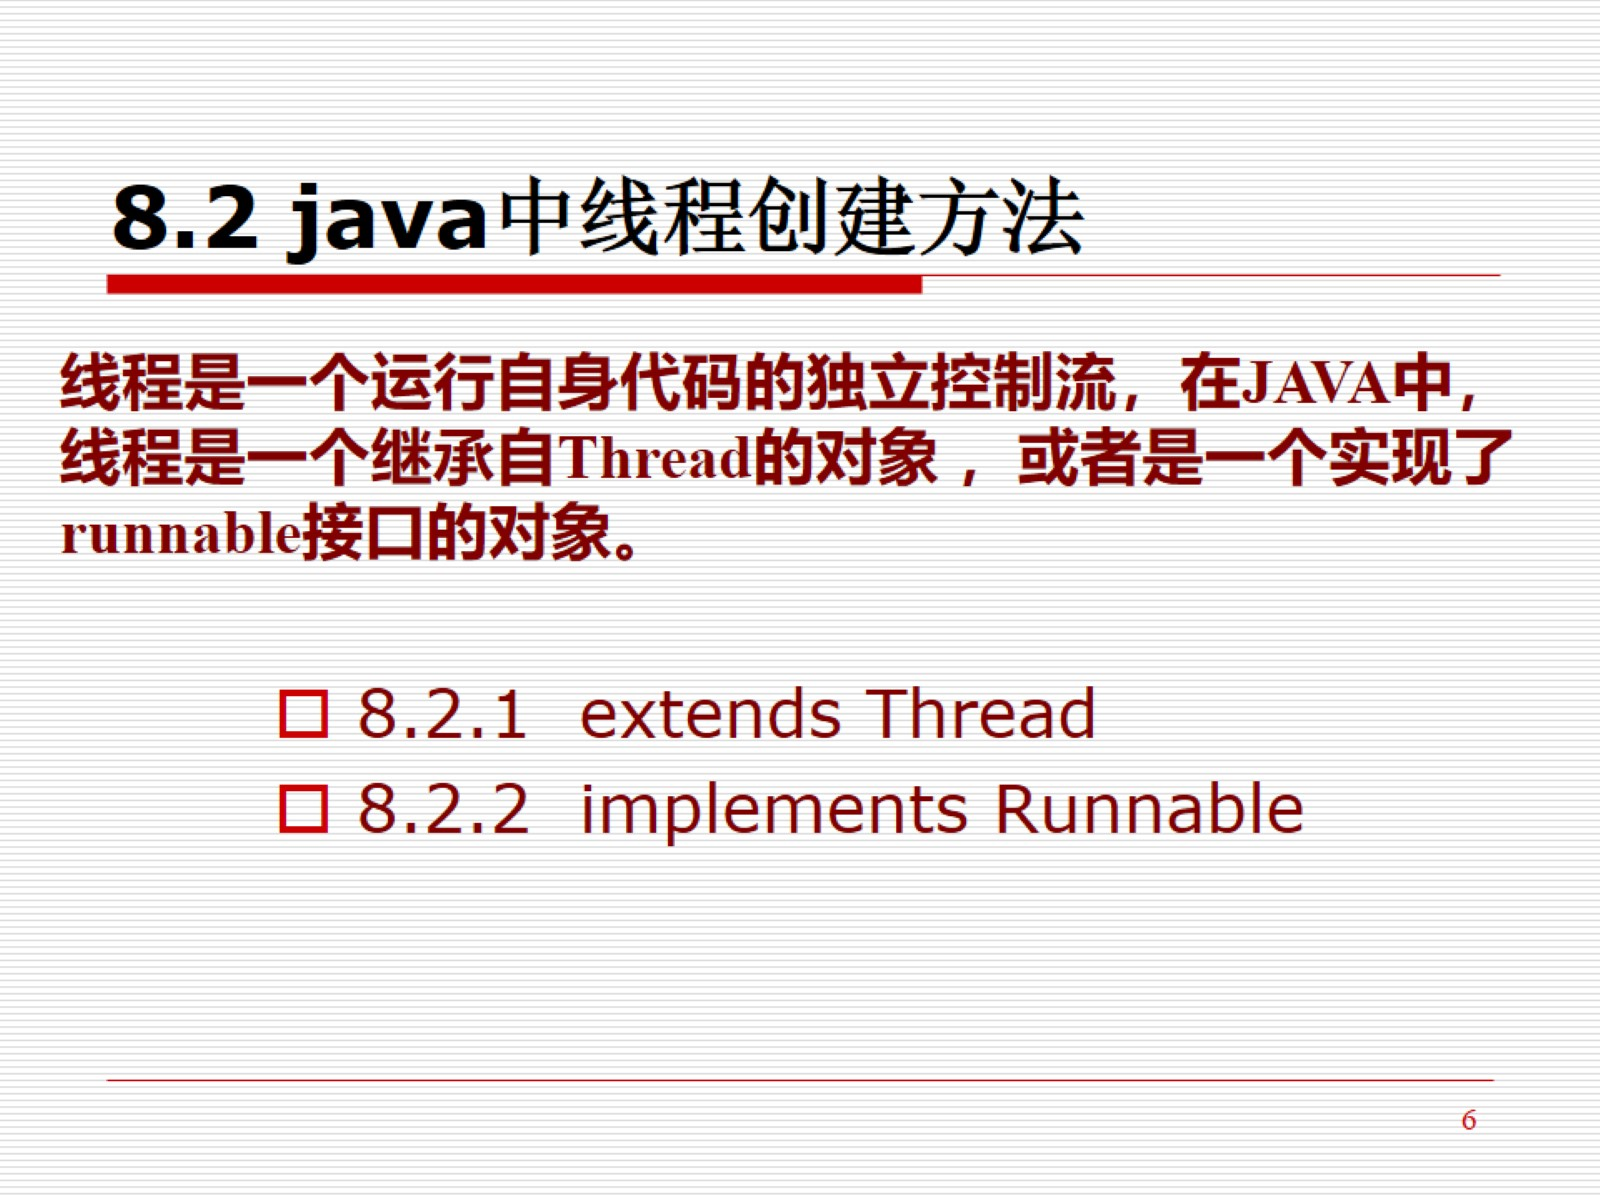 8.2 java中线程创建方法
线程是一个运行自身代码的独立控制流，在JAVA中，
线程是一个继承自Thread的对象 ，或者是一个实现了
runnable接口的对象。
8.2.1 extends Thread
8.2.2 implements Runnable
6